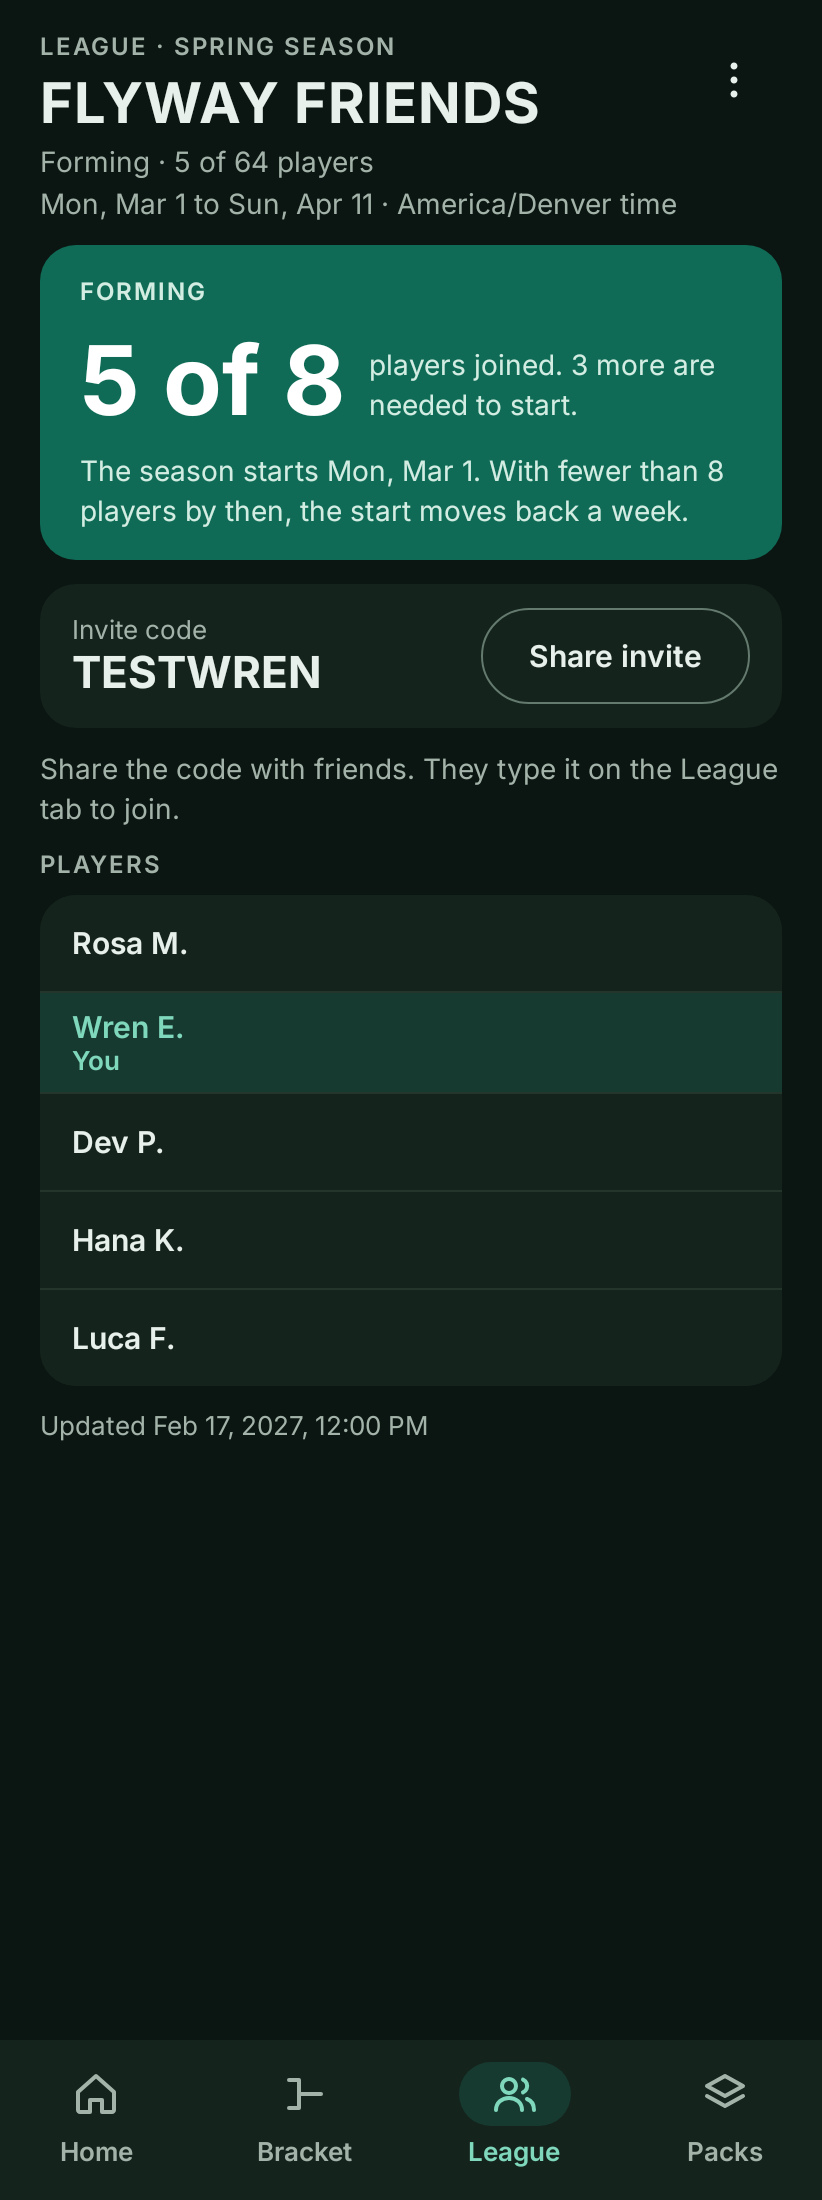 LEAGUE · SPRING SEASON
FLYWAY FRIENDS
Forming · 5 of 64 players
Mon, Mar 1 to Sun, Apr 11 · America/Denver time
FORMING
5 of 8
players joined. 3 more are
needed to start.
The season starts Mon, Mar 1. With fewer than 8
players by then, the start moves back a week.
Invite code
TESTWREN
Share invite
Share the code with friends. They type it on the League
tab to join.
PLAYERS
Rosa M.
Wren E.
You
Dev P.
Hana K.
Luca F.
Updated Feb 17, 2027, 12:00 PM
Home
Bracket
League
Packs